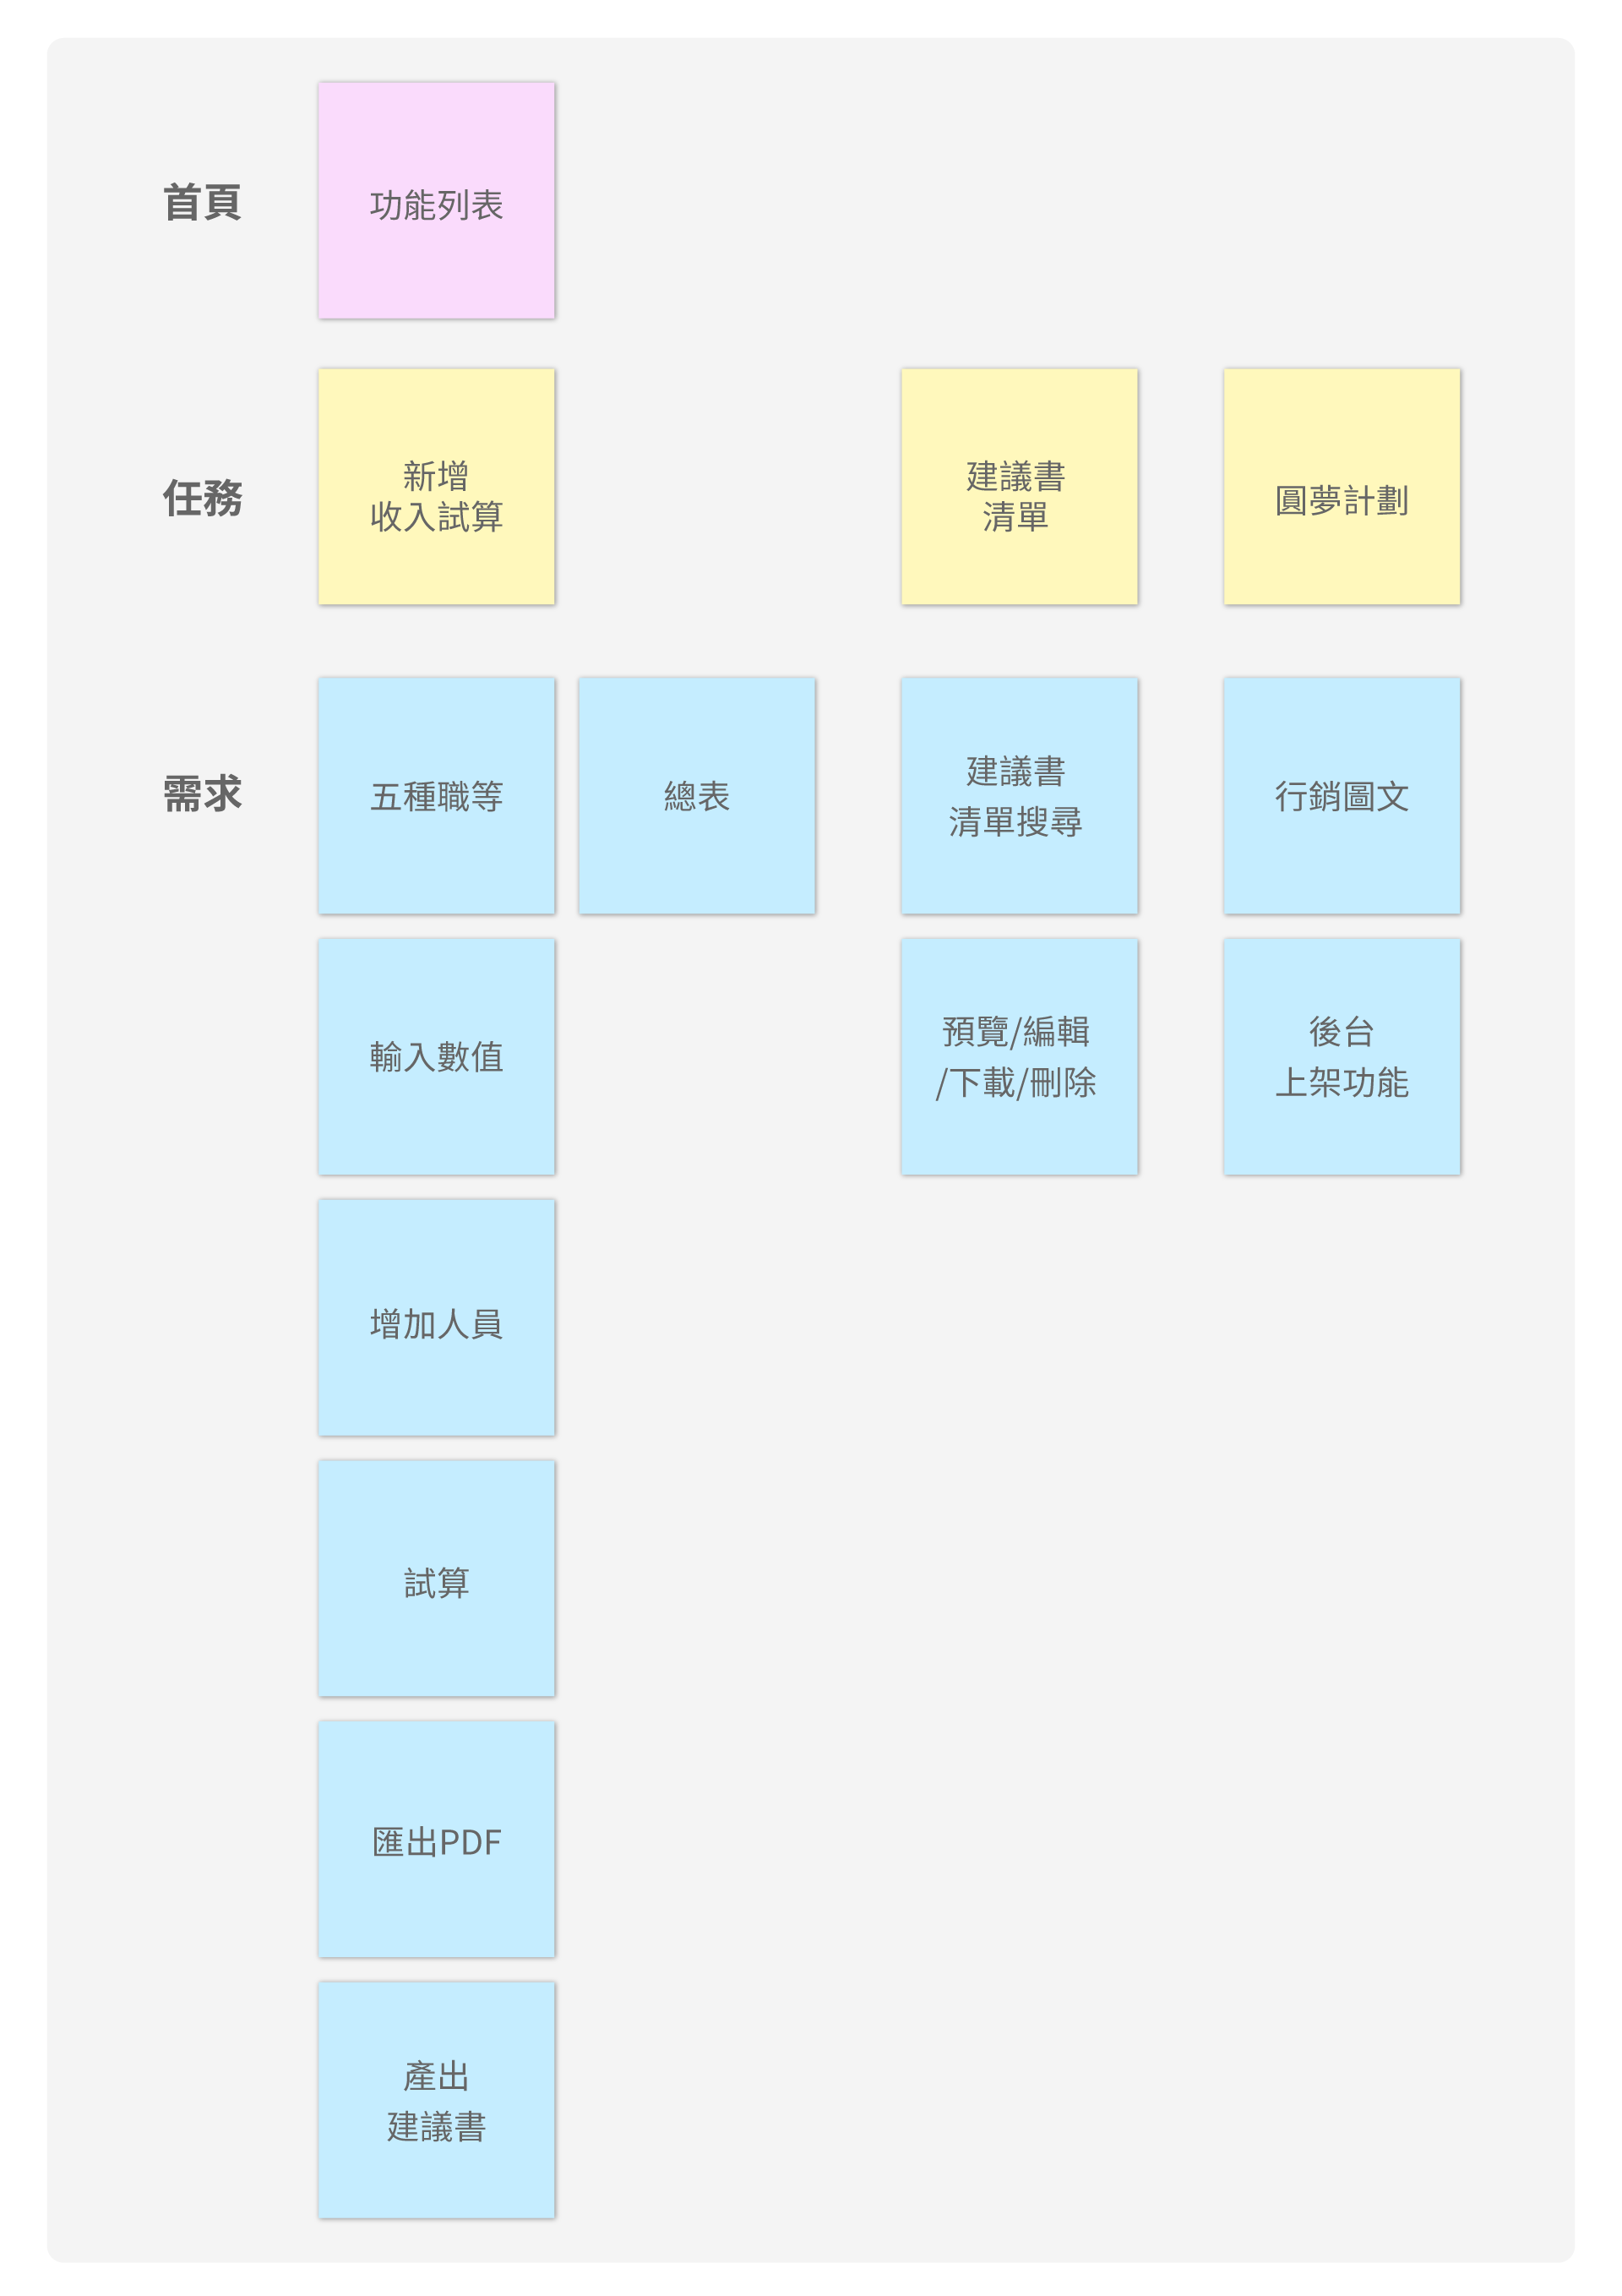 首頁
功能列表
任務
新增
收入試算
建議書
清單
圓夢計劃
需求
五種職等
總表
建議書
清單搜尋
行銷圖文
輸入數值
預覽/編輯
/下載/刪除
後台
上架功能
增加人員
試算
匯出PDF
產出
建議書